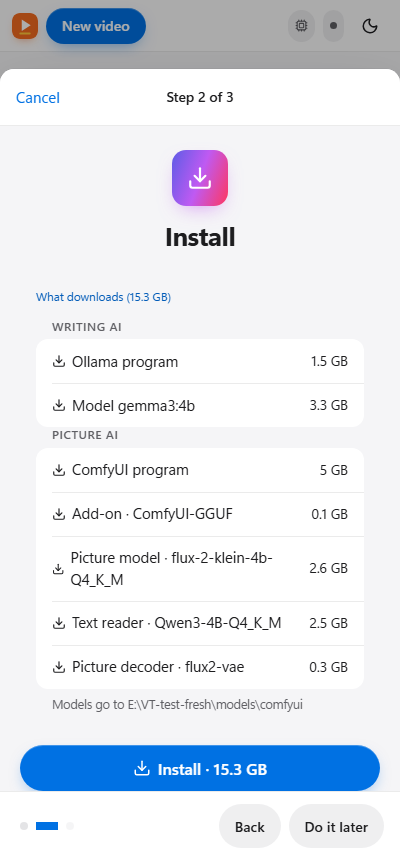 New video
Cancel
Step 2 of 3
Install
What downloads (15.3 GB)
WRITING AI
Ollama program 1.5 GB
Model gemma3:4b 3.3 GB
PICTURE AI
ComfyUI program 5 GB
Add-on · ComfyUI-GGUF 0.1 GB
Picture model · flux-2-klein-4b-
Q4_K_M 2.6 GB
Text reader · Qwen3-4B-Q4_K_M 2.5 GB
Picture decoder · flux2-vae 0.3 GB
Models go to E:\VT-test-fresh\models\comfyui
Install · 15.3 GB
Back
Do it later